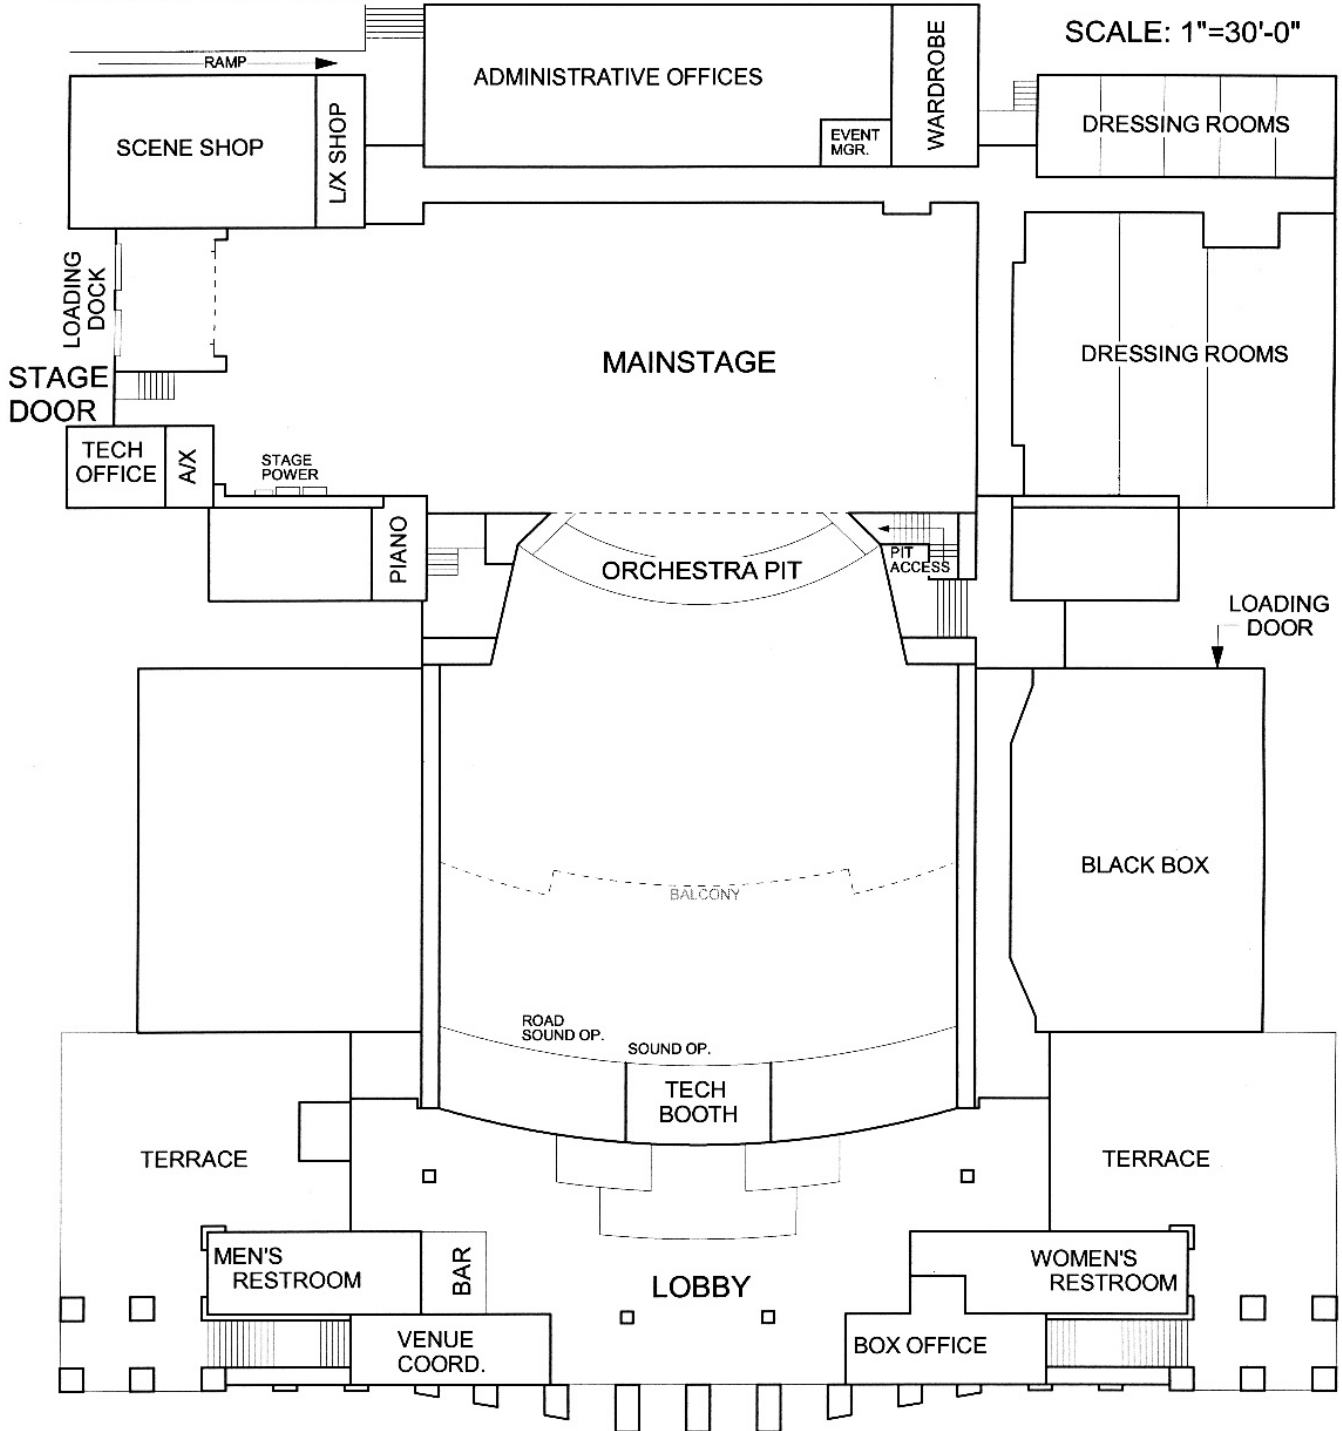 SCALE: 1"=30'-0"
RAMP
ADMINISTRATIVE OFFICES
WARDROBE
EVENT
MGR.
DRESSING ROOMS
SCENE SHOP
L/X SHOP
LOADING
DOCK
MAINSTAGE
DRESSING ROOMS
STAGE
DOOR
TECH
OFFICE
A/X
STAGE
POWER
PIANO
ORCHESTRA PIT
PIT
ACCESS
LOADING
DOOR
BLACK BOX
BALCONY
ROAD
SOUND OP.
SOUND OP.
TECH
BOOTH
TERRACE
TERRACE
MEN'S
RESTROOM
BAR
LOBBY
WOMEN'S
RESTROOM
VENUE
COORD.
BOX OFFICE